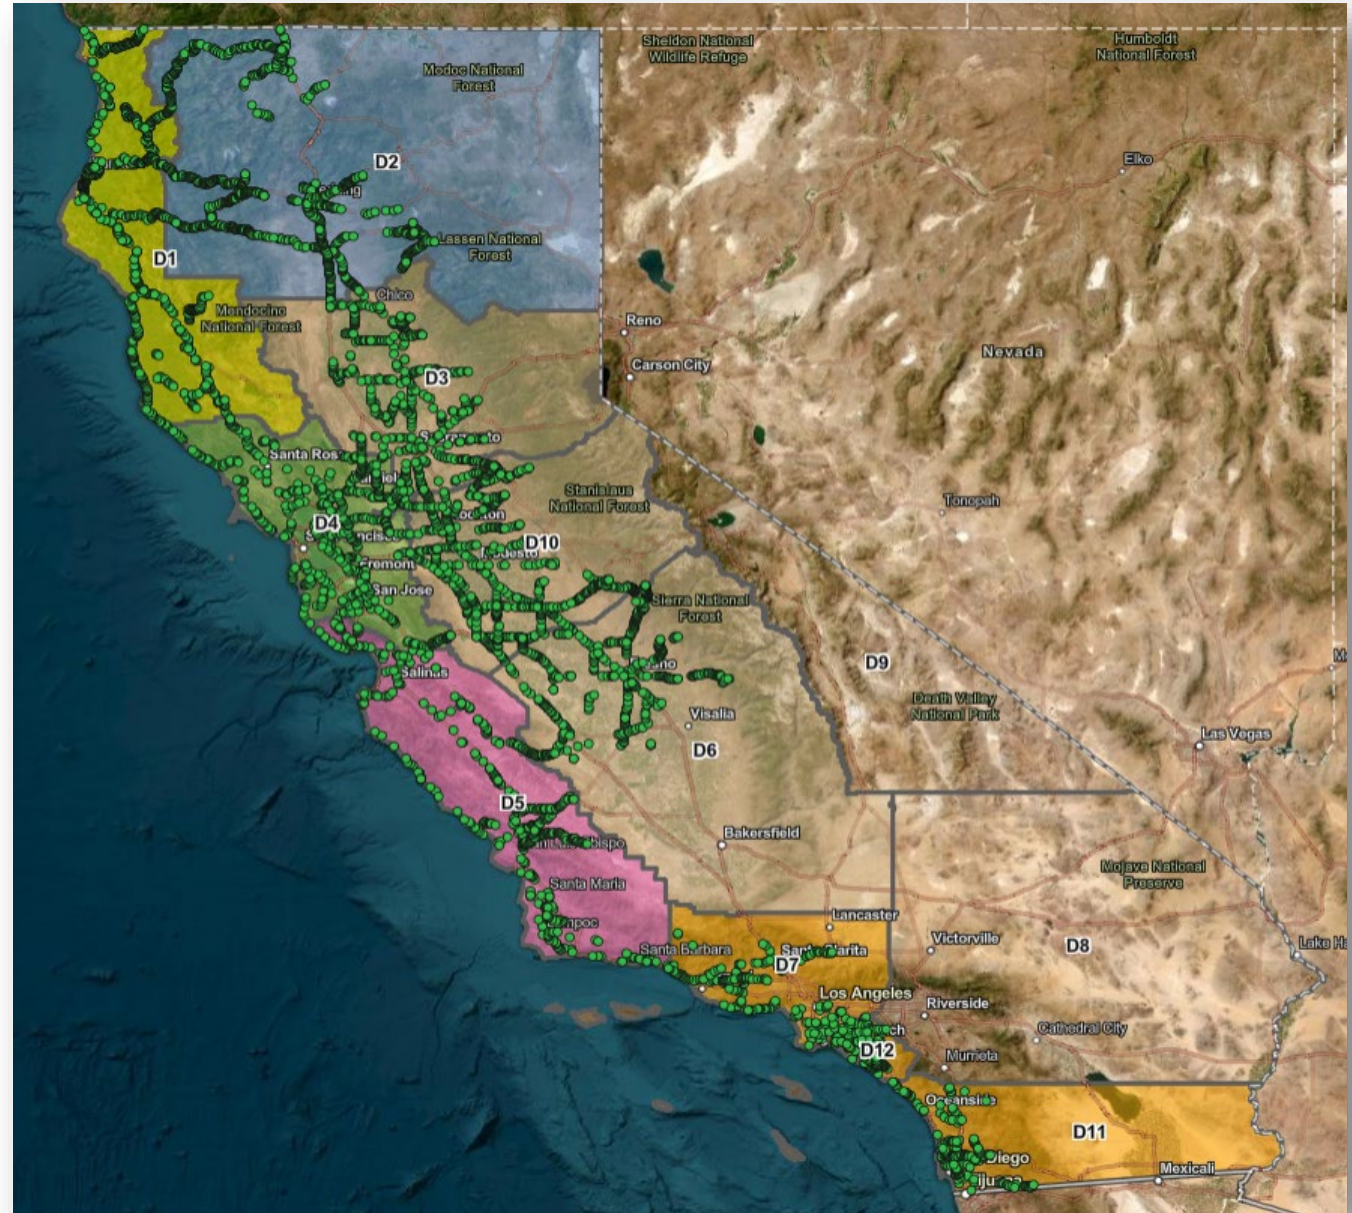 Sheldon National
Wildlife Refuge
Humboldt
National Forest
Modoc National
Forest
D2
Elko
Lassen National
Forest
D1
Chico
Mendocino
National Forest
Reno
Nevada
Carson City
D3
Santa Ros
Stanislaus
National Forest
Tonopah
D4
D10
Fremont
San Jose
Sierra National
Forest
D9
Salinas
Death Valley
National Park
Visalia
Las Vegas
D6
D5
Bakersfield
Mojave National
Preserve
Santa Maria
Lancaster
Santa Barbara
Victorville
D8
D7
Los Angeles
Riverside
Cathedral City
D12
Murrieta
Oceanside
D11
Diego
Mexicali